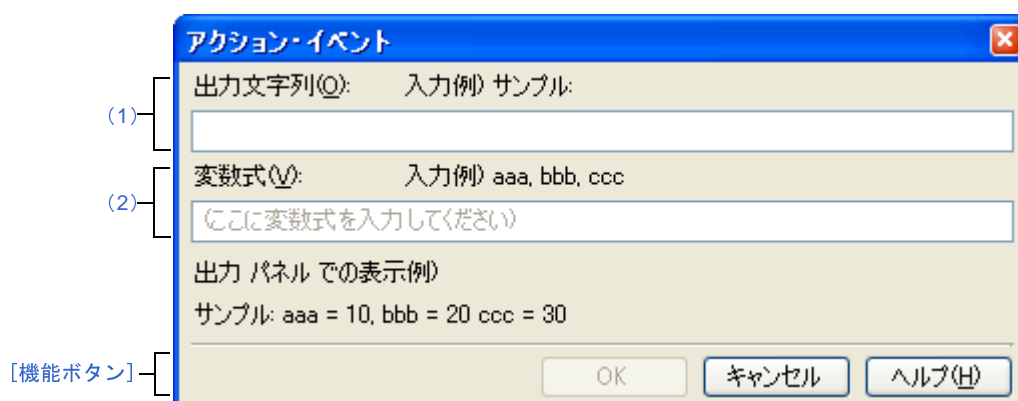 アクション・イベント
(1)
出力文字列(O): 入力例) サンプル:
(2)
変数式(V): 入力例) aaa, bbb, ccc
(ここに変数式を入力してください)
出力 パネル での表示例)
サンプル: aaa = 10, bbb = 20 ccc = 30
[機能ボタン]
OK キャンセル ヘルプ(H)